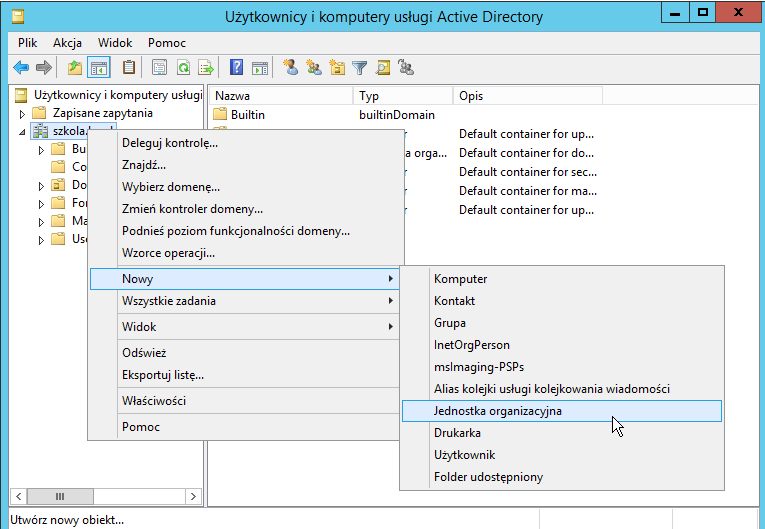 Użytkownicy i komputery usługi Active Directory
Plik Akcja Widok Pomoc
Użytkownicy i komputery usługi
Zapisane zapytania
szkola.
Bu
Co
Do
For
Ma
Use
Nazwa Typ Opis
Builtin builtinDomain
Default container for up...
a orga... Default container for do...
Default container for sec...
Default container for ma...
Default container for up...
Deleguj kontrolę...
Znajdź...
Wybierz domenę...
Zmień kontroler domeny...
Podnieś poziom funkcjonalności domeny...
Wzorce operacji...
Nowy
Wszystkie zadania
Widok
Odśwież
Eksportuj listę...
Właściwości
Pomoc
Komputer
Kontakt
Grupa
InetOrgPerson
msImaging-PSPs
Alias kolejki usługi kolejkowania wiadomości
Jednostka organizacyjna
Drukarka
Użytkownik
Folder udostępniony
Utwórz nowy obiekt...